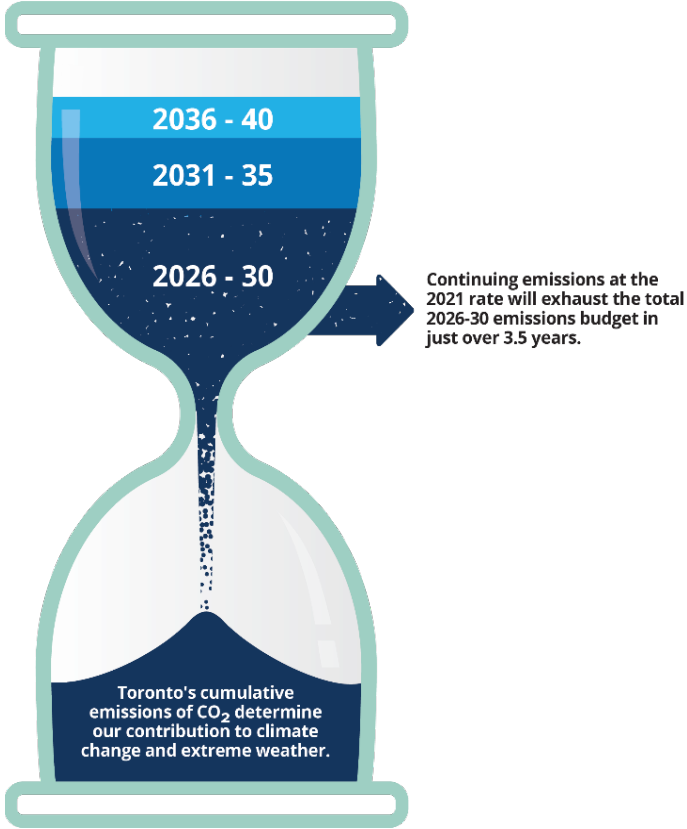 2036 - 40
2031 - 35
2026 - 30
Continuing emissions at the
2021 rate will exhaust the total
2026-30 emissions budget in
just over 3.5 years.
Toronto's cumulative
emissions of CO₂ determine
our contribution to climate
change and extreme weather.